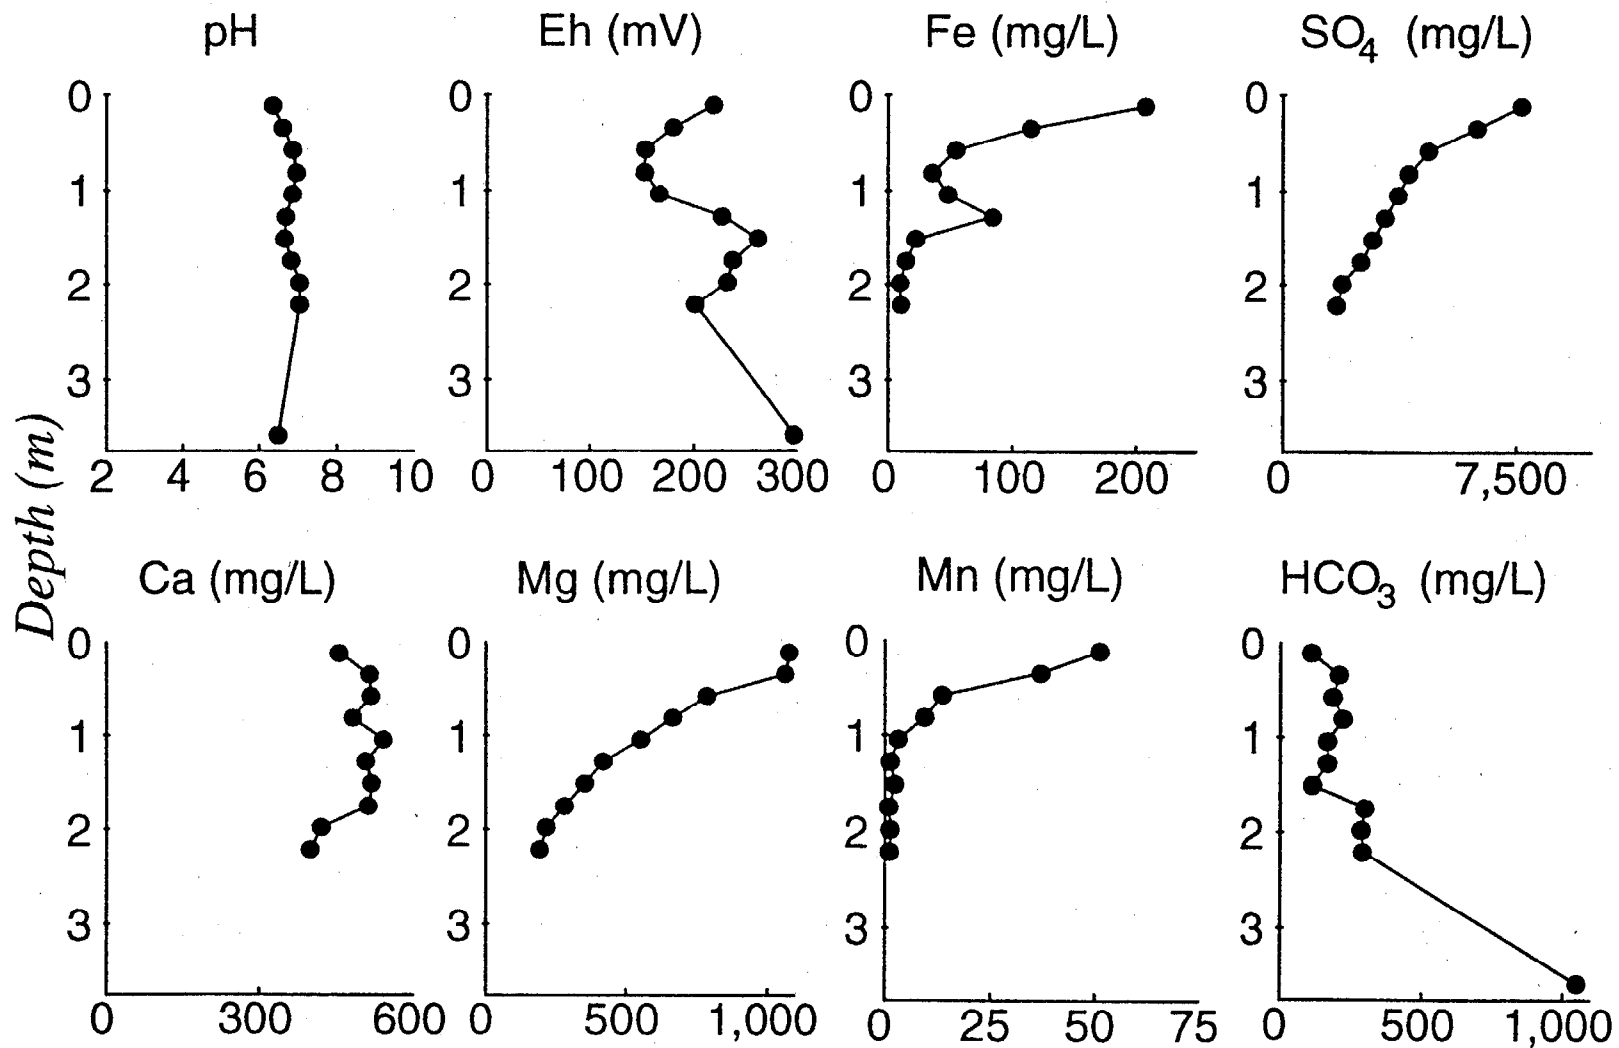 pH Eh (mV) Fe (mg/L) SO₄ (mg/L)
0 0 0 0
1 1 1 1
2 2 2 2
3 3 3 3
2 4 6 8 10 0 100 200 300 0 100 200 0 7,500
Depth (m)
Ca (mg/L) Mg (mg/L) Mn (mg/L) HCO₃ (mg/L)
0 0 0 0
1 1 1 1
2 2 2 2
3 3 3 3
0 300 600 0 500 1,000 0 25 50 75 0 500 1,000